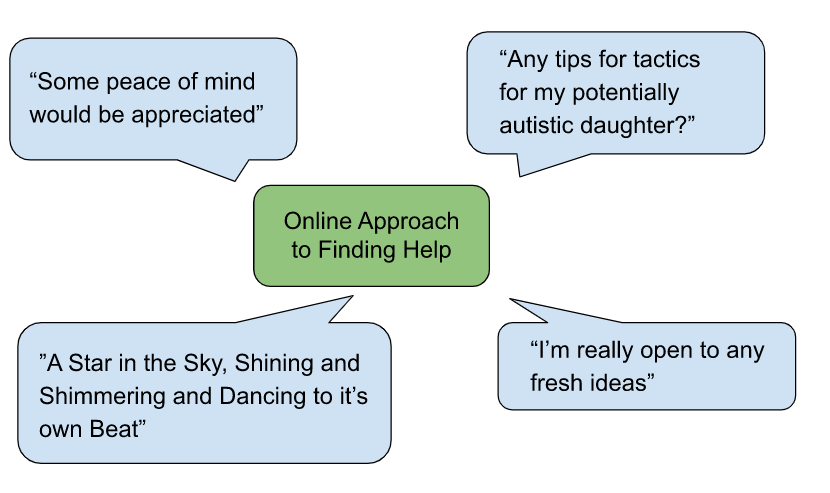 “Some peace of mind
would be appreciated”
“Any tips for tactics
for my potentially
autistic daughter?”
Online Approach
to Finding Help
”A Star in the Sky, Shining and
Shimmering and Dancing to it’s
own Beat”
“I’m really open to any
fresh ideas”